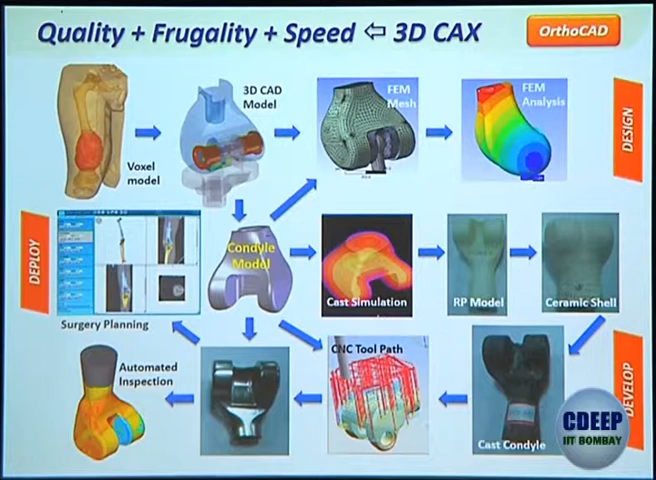 Quality + Frugality + Speed ⇦ 3D CAX
OrthoCAD
Voxel
model
3D CAD
Model
FEM
Mesh
FEM
Analysis
DESIGN
DEPLOY
Surgery Planning
Condyle
Model
Cast Simulation
RP Model
Ceramic Shell
Automated
Inspection
CNC Tool Path
Cast Condyle
DEVELOP
CDEEP
IIT BOMBAY